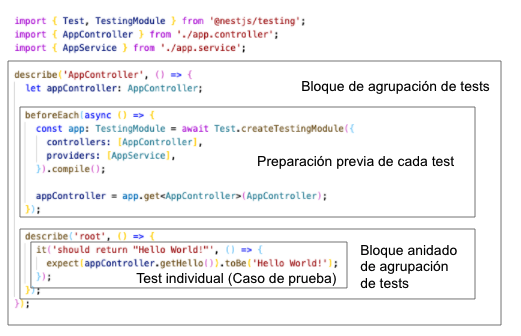 import { Test, TestingModule } from '@nestjs/testing';
import { AppController } from './app.controller';
import { AppService } from './app.service';
describe('AppController', () => {
Bloque de agrupación de tests
let appController: AppController;
beforeEach(async () => {
const app: TestingModule = await Test.createTestingModule({
controllers: [AppController],
providers: [AppService],
Preparación previa de cada test
}).compile();
appController = app.get<AppController>(AppController);
});
describe('root', () => {
it('should return "Hello World!"', () => {
Bloque anidado
de agrupación
de tests
expect(appController.getHello()).toBe('Hello World!');
});
Test individual (Caso de prueba)
});
});